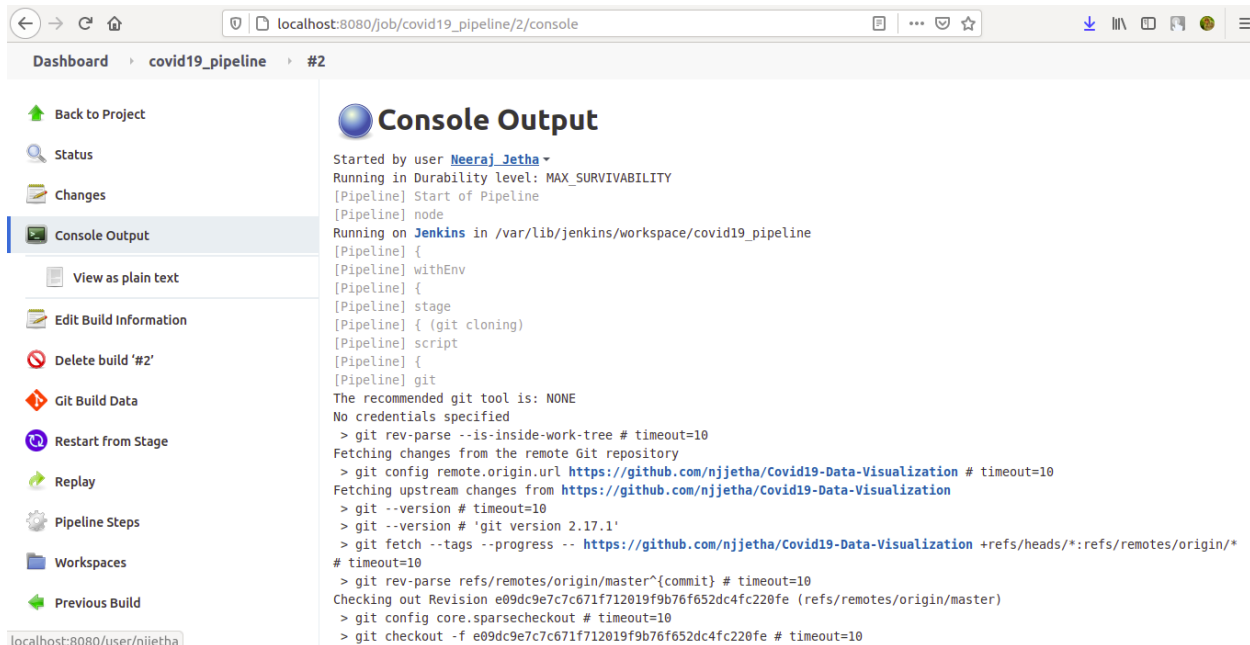 localhost:8080/job/covid19_pipeline/2/console
Dashboard covid19_pipeline #2
Back to Project
Status
Changes
Console Output
View as plain text
Edit Build Information
Delete build ‘#2’
Git Build Data
Restart from Stage
Replay
Pipeline Steps
Workspaces
Previous Build
localhost:8080/user/njjetha
Console Output
Started by user Neeraj Jetha
Running in Durability level: MAX_SURVIVABILITY
[Pipeline] Start of Pipeline
[Pipeline] node
Running on Jenkins in /var/lib/jenkins/workspace/covid19_pipeline
[Pipeline] {
[Pipeline] withEnv
[Pipeline] {
[Pipeline] stage
[Pipeline] { (git cloning)
[Pipeline] script
[Pipeline] {
[Pipeline] git
The recommended git tool is: NONE
No credentials specified
> git rev-parse --is-inside-work-tree # timeout=10
Fetching changes from the remote Git repository
> git config remote.origin.url https://github.com/njjetha/Covid19-Data-Visualization # timeout=10
Fetching upstream changes from https://github.com/njjetha/Covid19-Data-Visualization
> git --version # timeout=10
> git --version # 'git version 2.17.1'
> git fetch --tags --progress -- https://github.com/njjetha/Covid19-Data-Visualization +refs/heads/*:refs/remotes/origin/*
# timeout=10
> git rev-parse refs/remotes/origin/master^{commit} # timeout=10
Checking out Revision e09dc9e7c7c671f712019f9b76f652dc4fc220fe (refs/remotes/origin/master)
> git config core.sparsecheckout # timeout=10
> git checkout -f e09dc9e7c7c671f712019f9b76f652dc4fc220fe # timeout=10